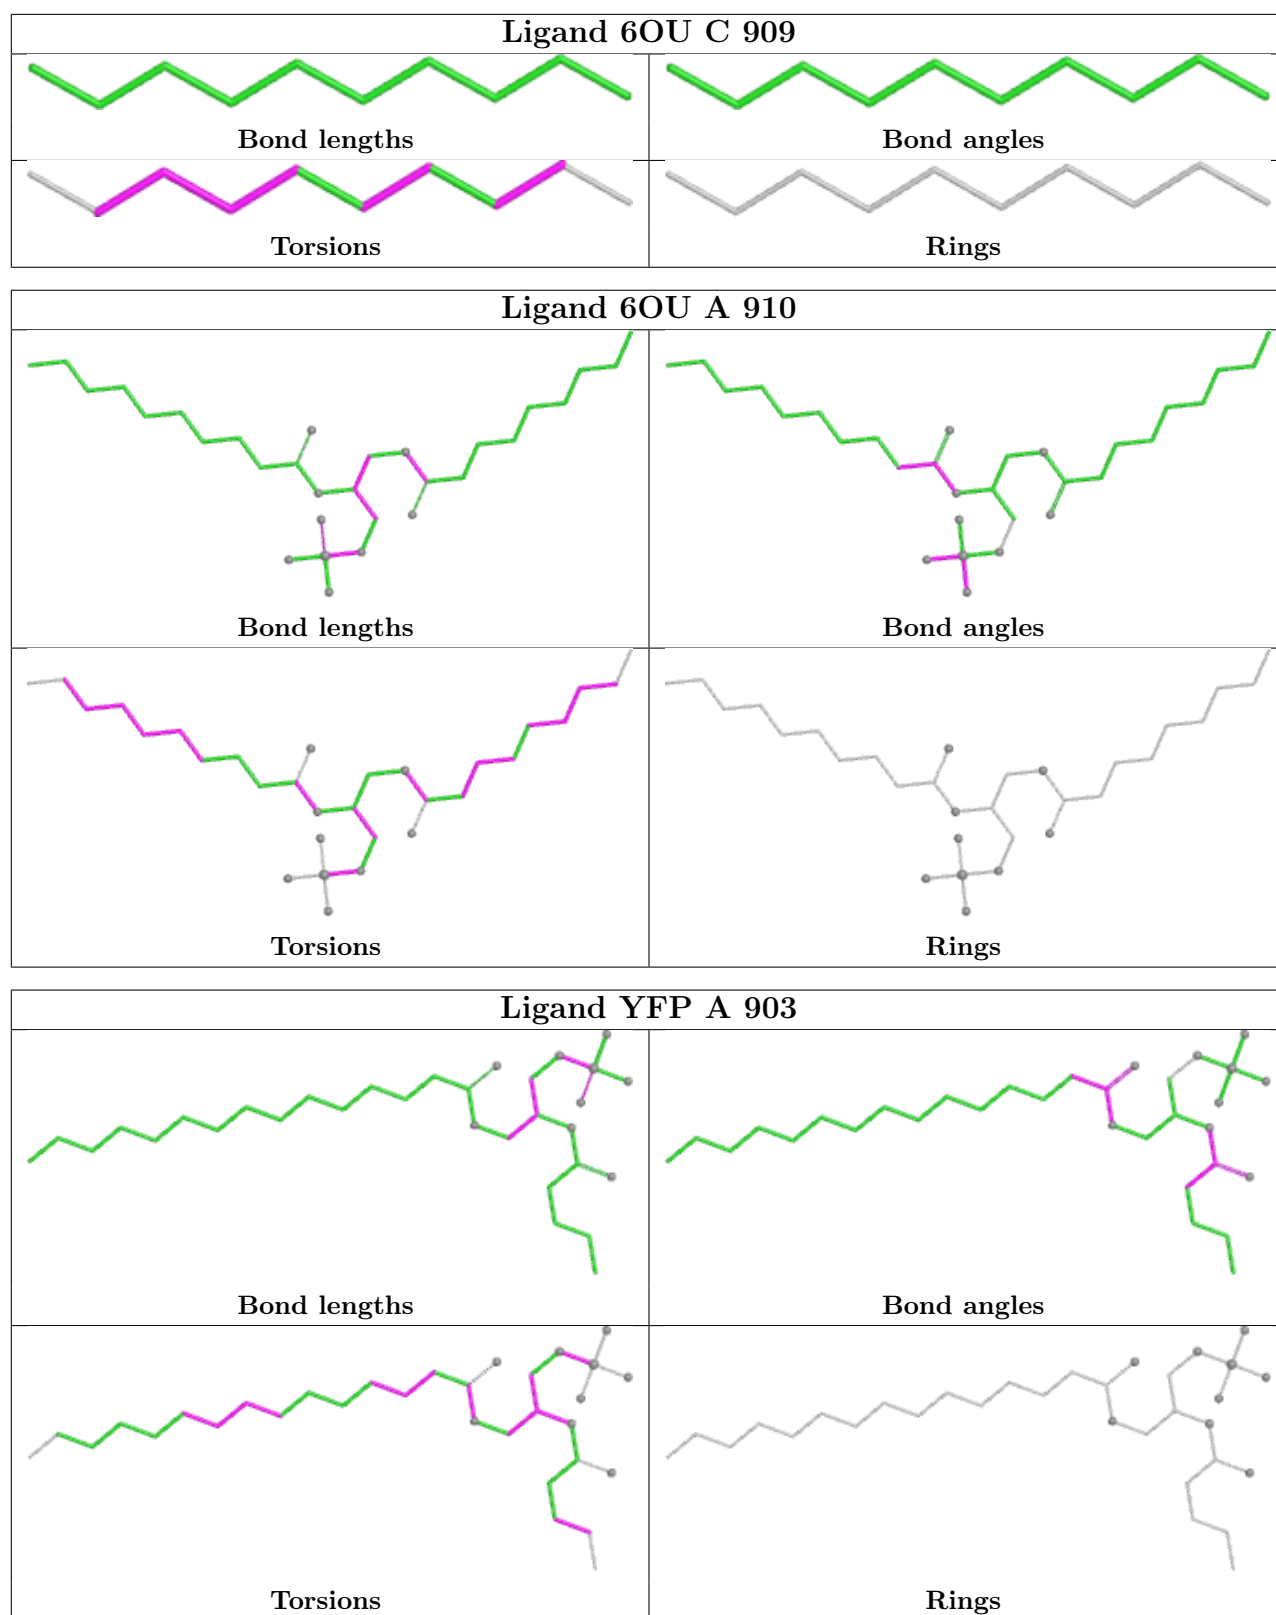 Ligand 6OU C 909
Bond lengths
Bond angles
Torsions
Rings
Ligand 6OU A 910
Bond lengths
Bond angles
Torsions
Rings
Ligand YFP A 903
Bond lengths
Bond angles
Torsions
Rings